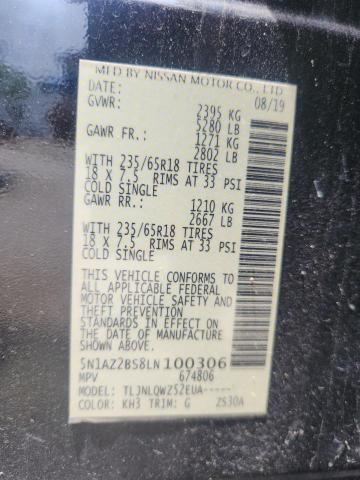 MFD BY NISSAN MOTOR CO., LTD
DATE: 08/19
GVWR: 2395 KG
5280 LB
GAWR FR.: 1271 KG
2802 LB
WITH 235/65R18 TIRES
18 X 7.5 RIMS AT 33 PSI
COLD SINGLE
GAWR RR.: 1210 KG
2667 LB
WITH 235/65R18 TIRES
18 X 7.5 RIMS AT 33 PSI
COLD SINGLE
THIS VEHICLE CONFORMS TO
ALL APPLICABLE FEDERAL
MOTOR VEHICLE SAFETY AND
THEFT PREVENTION
STANDARDS IN EFFECT ON THE
DATE OF MANUFACTURE SHOWN
ABOVE.
5N1AZ2BS8LN100306
MPV 674806
TLJNLQWZS2EUA-----
COLOR: KH3 TRIM: G ZS30A